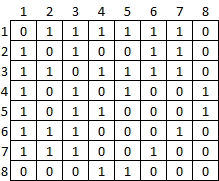 1 2 3 4 5 6 7 8
1 0 1 1 1 1 1 1 0
2 1 0 1 0 0 1 1 0
3 1 1 0 1 1 1 1 0
4 1 0 1 0 1 0 0 1
5 1 0 1 1 0 0 0 1
6 1 1 1 0 0 0 1 0
7 1 1 1 0 0 1 0 0
8 0 0 0 1 1 0 0 0